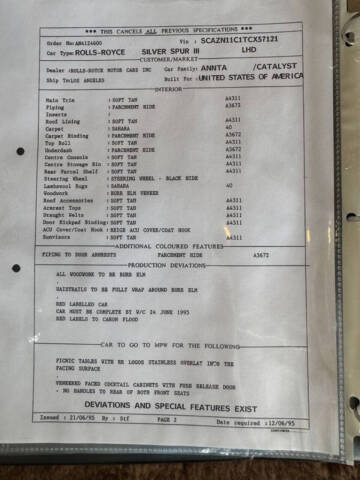 *** THIS CANCELS ALL PREVIOUS SPECIFICATIONS ***
Order No:AN4124600 Vin : SCAZN11C1TCX57121
Car Type:ROLLS-ROYCE SILVER SPUR III LHD
CUSTOMER/MARKET
Dealer :ROLLS-ROYCE MOTOR CARS INC Car Family: ANNTA /CATALYST
Ship To:LOS ANGELES Built For :UNITED STATES OF AMERICA
INTERIOR
Main Trim : SOFT TAN A4311
Piping : PARCHMENT HIDE A3672
Inserts :
Roof Lining : SOFT TAN A4311
Carpet : SAHARA 40
Carpet Binding : PARCHMENT HIDE A3672
Top Roll : SOFT TAN A4311
Underdash : PARCHMENT HIDE A3672
Centre Console : SOFT TAN A4311
Centre Stowage Bin : SOFT TAN A4311
Rear Parcel Shelf : SOFT TAN A4311
Steering Wheel : STEERING WHEEL - BLACK HIDE
Lambswool Rugs : SAHARA 40
Woodwork : BURR ELM VENEER
Roof Accessories : SOFT TAN A4311
Armrest Tops : SOFT TAN A4311
Draught Welts : SOFT TAN A4311
Door Kickpad Binding: SOFT TAN A4311
ACU Cover/Coat Hook : BEIGE ACU COVER/COAT HOOK
Sunvisors : SOFT TAN A4311
ADDITIONAL COLOURED FEATURES
PIPING TO DOOR ARMRESTS PARCHMENT HIDE A3672
PRODUCTION DEVIATIONS
ALL WOODWORK TO BE BURR ELM
.
WAISTRAILS TO BE FULLY WRAP AROUND BURR ELM
.
RED LABELLED CAR
CAR MUST BE COMPLETE BY W/C 26 JUNE 1995
RED LABELS TO CARON FLOOD
CAR TO GO TO MPW FOR THE FOLLOWING
PICNIC TABLES WITH RR LOGOS STAINLESS OVERLAY INTO THE
FACING SURFACE
.
VENEERED FACED COCKTAIL CABINETS WITH PUSH RELEASE DOOR
- NO HANDLES TO REAR OF BOTH FRONT SEATS
DEVIATIONS AND SPECIAL FEATURES EXIST
Issued : 21/06/95 By : Stf PAGE 2 Date required :12/06/95